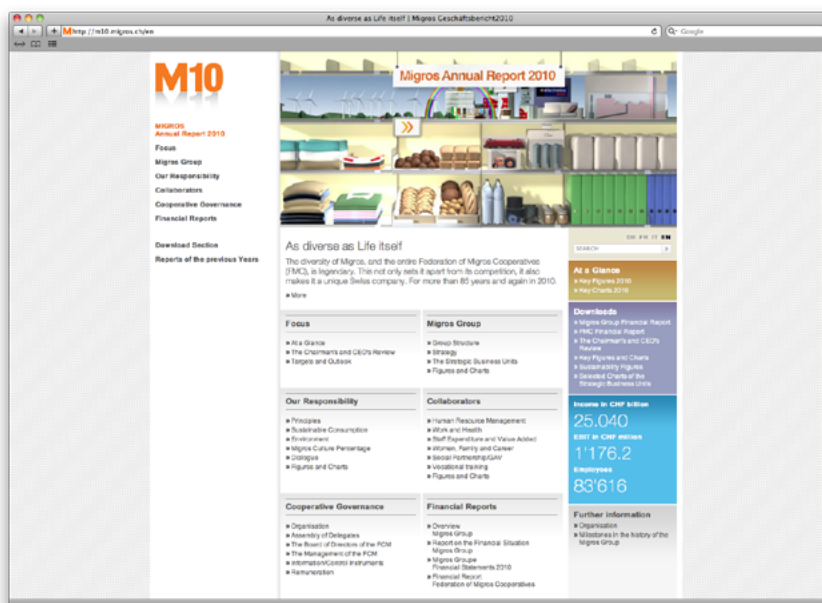 As diverse as Life itself | Migros Geschäftsbericht2010
http://m10.migros.ch/en
Google
M10
MIGROS
Annual Report 2010
Focus
Migros Group
Our Responsibility
Collaborators
Cooperative Governance
Financial Reports
Download Section
Reports of the previous Years
Migros Annual Report 2010
»
As diverse as Life itself
The diversity of Migros, and the entire Federation of Migros Cooperatives
(FMC), is legendary. This not only sets it apart from its competition, it also
makes it a unique Swiss company. For more than 85 years and again in 2010.
» More
Focus
» At a Glance
» The Chairman's and CEO's Review
» Targets and Outlook
Migros Group
» Group Structure
» Strategy
» The Strategic Business Units
» Figures and Charts
Our Responsibility
» Principles
» Sustainable Consumption
» Environment
» Migros Culture Percentage
» Dialogue
» Figures and Charts
Collaborators
» Human Resource Management
» Work and Health
» Staff Expenditure and Value Added
» Women, Family and Career
» Social Partnership/GAV
» Vocational training
» Figures and Charts
Cooperative Governance
» Organisation
» Assembly of Delegates
» The Board of Directors of the FCM
» The Management of the FCM
» Information/Control Instruments
» Remuneration
Financial Reports
» Overview
Migros Group
» Report on the Financial Situation
Migros Group
» Migros Groupe
Financial Statements 2010
» Financial Report
Federation of Migros Cooperatives
DE FR IT EN
SEARCH
At a Glance
» Key Figures 2010
» Key Charts 2010
Downloads
» Migros Group Financial Report
» FMC Financial Report
» The Chairman's and CEO's
Review
» Key Figures and Charts
» Sustainability Figures
» Selected Charts of the
Strategic Business Units
Income in CHF billion
25.040
EBIT in CHF million
1'176.2
Employees
83'616
Further information
» Organisation
» Milestones in the history of the
Migros Group